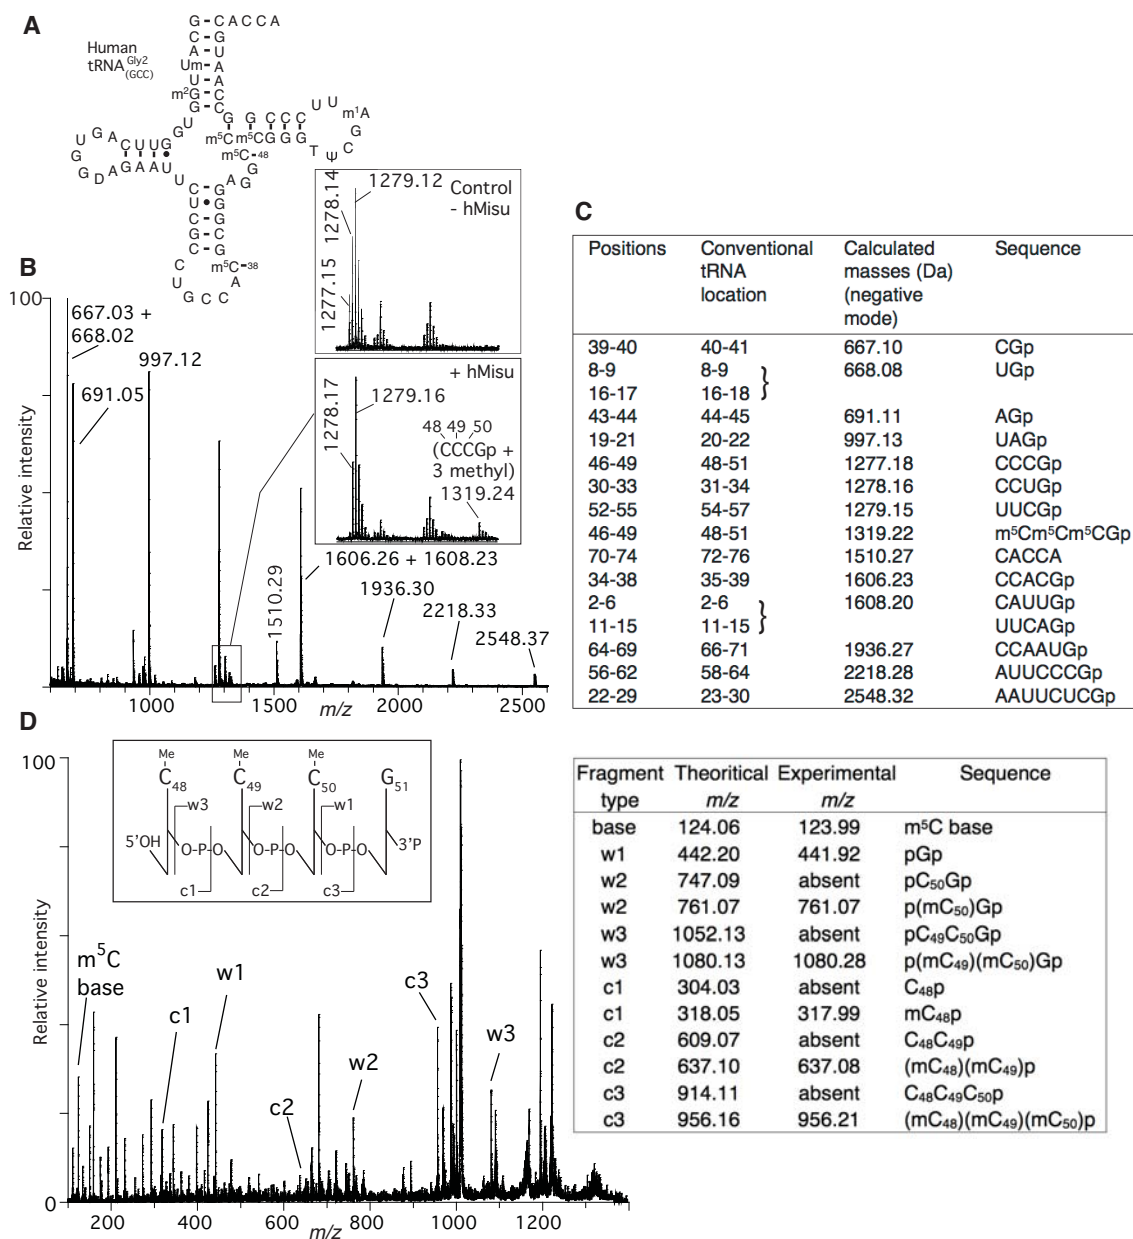 A
Human
tRNA Gly2
(GCC)
G-CACCA
C G
G U
A A
Um A
U C
m²G C
G
m⁵C m⁵C G G G
m⁵C-48
G G C C C U U m¹A
G
C
Ψ
T
m⁵C-38
B
100
Relative intensity
667.03 +
668.02
691.05
997.12
1510.29
1606.26 + 1608.23
1936.30
2218.33
2548.37
1000 1500 2000 2500
m/z
Control
- hMisu
1277.15
1278.14
1279.12
+ hMisu
1278.17
1279.16
48 49 50
(CCCGp +
3 methyl)
1319.24
C
Positions Conventional tRNA location Calculated masses (Da) (negative mode) Sequence
39-40 40-41 667.10 CGp
8-9 8-9 } 668.08 UGp
16-17 16-18
43-44 44-45 691.11 AGp
19-21 20-22 997.13 UAGp
46-49 48-51 1277.18 CCCGp
30-33 31-34 1278.16 CCUGp
52-55 54-57 1279.15 UUCGp
46-49 48-51 1319.22 m⁵Cm⁵Cm⁵CGp
70-74 72-76 1510.27 CACCA
34-38 35-39 1606.23 CCACGp
2-6 2-6 } 1608.20 CAUUGp
11-15 11-15 UUCAGp
64-69 66-71 1936.27 CCAAUGp
56-62 58-64 2218.28 AUUCCCGp
22-29 23-30 2548.32 AAUUCUCGp
D
100
0
Relative intensity
Me Me Me
C48 C49 C50 G51
w3 w2 w1
5'OH O-P-O O-P-O O-P-O 3'P
c1 c2 c3
m⁵C
base
c1
w1
c2
w2
c3
w3
200 400 600 800 1000 1200
m/z
Fragment type Theoritical m/z Experimental m/z Sequence
base 124.06 123.99 m⁵C base
w1 442.20 441.92 pGp
w2 747.09 absent pC50Gp
w2 761.07 761.07 p(mC50)Gp
w3 1052.13 absent pC49C50Gp
w3 1080.13 1080.28 p(mC49)(mC50)Gp
c1 304.03 absent C48p
c1 318.05 317.99 mC48p
c2 609.07 absent C48C49p
c2 637.10 637.08 (mC48)(mC49)p
c3 914.11 absent C48C49C50p
c3 956.16 956.21 (mC48)(mC49)(mC50)p